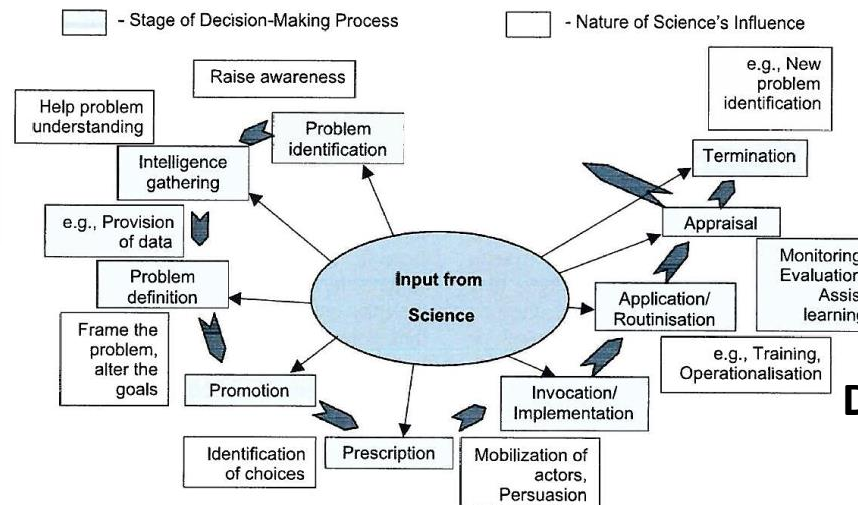 - Stage of Decision-Making Process
- Nature of Science's Influence
Raise awareness
e.g., New
problem
identification
Help problem
understanding
Problem
identification
Intelligence
gathering
Termination
e.g., Provision
of data
Appraisal
Problem
definition
Input from
Science
Monitoring
Evaluation
Assis
learning
Application/
Routinisation
Frame the
problem,
alter the
goals
e.g., Training,
Operationalisation
Promotion
Invocation/
Implementation
Identification
of choices
Prescription
Mobilization of
actors,
Persuasion